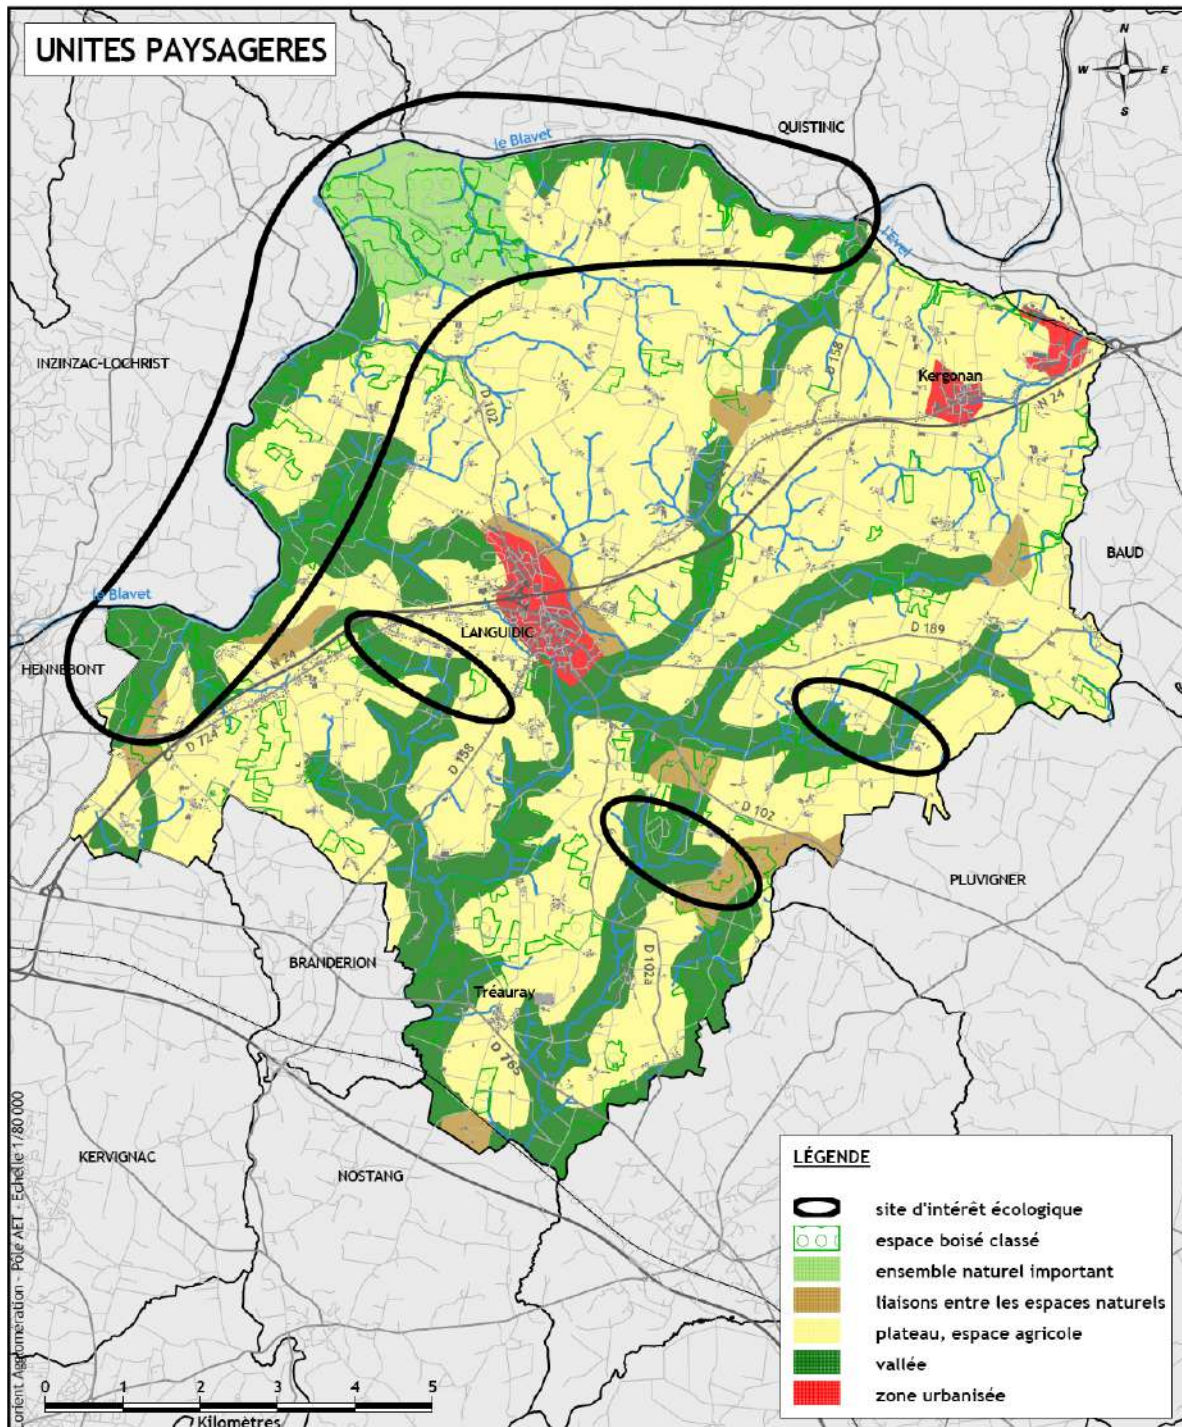 UNITES PAYSAGERES
N
W E
S
QUISTINIC
le Blavet
l'Evel
INZINZAC-LOCHRIST
D 158
Kergonan
N 24
D 102
BAUD
le Blavet
LANGUIDIC
D 189
HENNEBONT
N 24
D 724
D 158
D 102
PLUVIGNER
BRANDERION
D 102a
Tréauray
D 765
KERVIGNAC
NOSTANG
LÉGENDE
site d'intérêt écologique
espace boisé classé
ensemble naturel important
liaisons entre les espaces naturels
plateau, espace agricole
vallée
zone urbanisée
Lorient Agglomération - Pôle AET - Echelle 1/80 000
0 1 2 3 4 5
Kilomètres